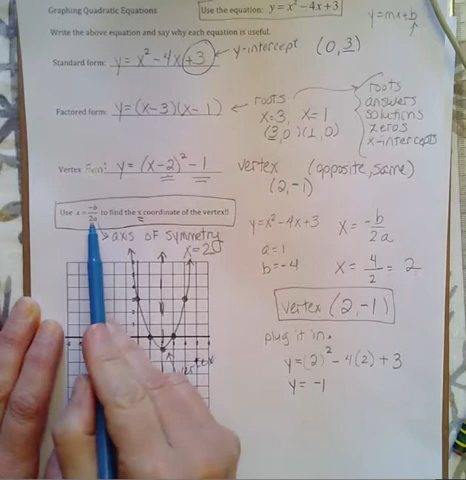 Graphing Quadratic Equations
Use the equation: y = x² − 4x + 3
y = mx + b
Write the above equation and say why each equation is useful.
Standard form: y = x² − 4x + 3 y-intercept (0, 3)
Factored form: y = (x−3)(x−1) roots
x = 3, x = 1
(3,0) (1,0)
roots
answers
solutions
zeros
x-intercepts
Vertex Form: y = (x−2)² − 1 vertex (opposite, same)
(2, −1)
Use x = −b/2a to find the x coordinate of the vertex!!
axis of symmetry
x = 2
y = x² − 4x + 3
a = 1
b = −4
x = −b/2a
x = 4/2 = 2
vertex (2, −1)
plug it in.
y = (2)² − 4(2) + 3
y = −1